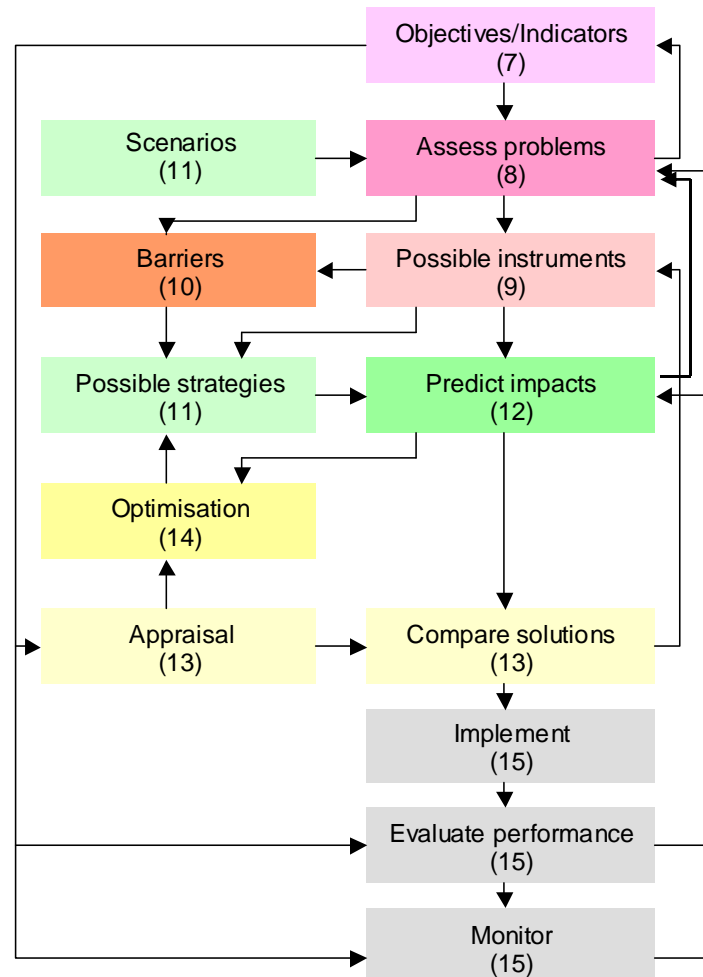 Objectives/Indicators
(7)
Scenarios
(11)
Assess problems
(8)
Barriers
(10)
Possible instruments
(9)
Possible strategies
(11)
Predict impacts
(12)
Optimisation
(14)
Appraisal
(13)
Compare solutions
(13)
Implement
(15)
Evaluate performance
(15)
Monitor
(15)